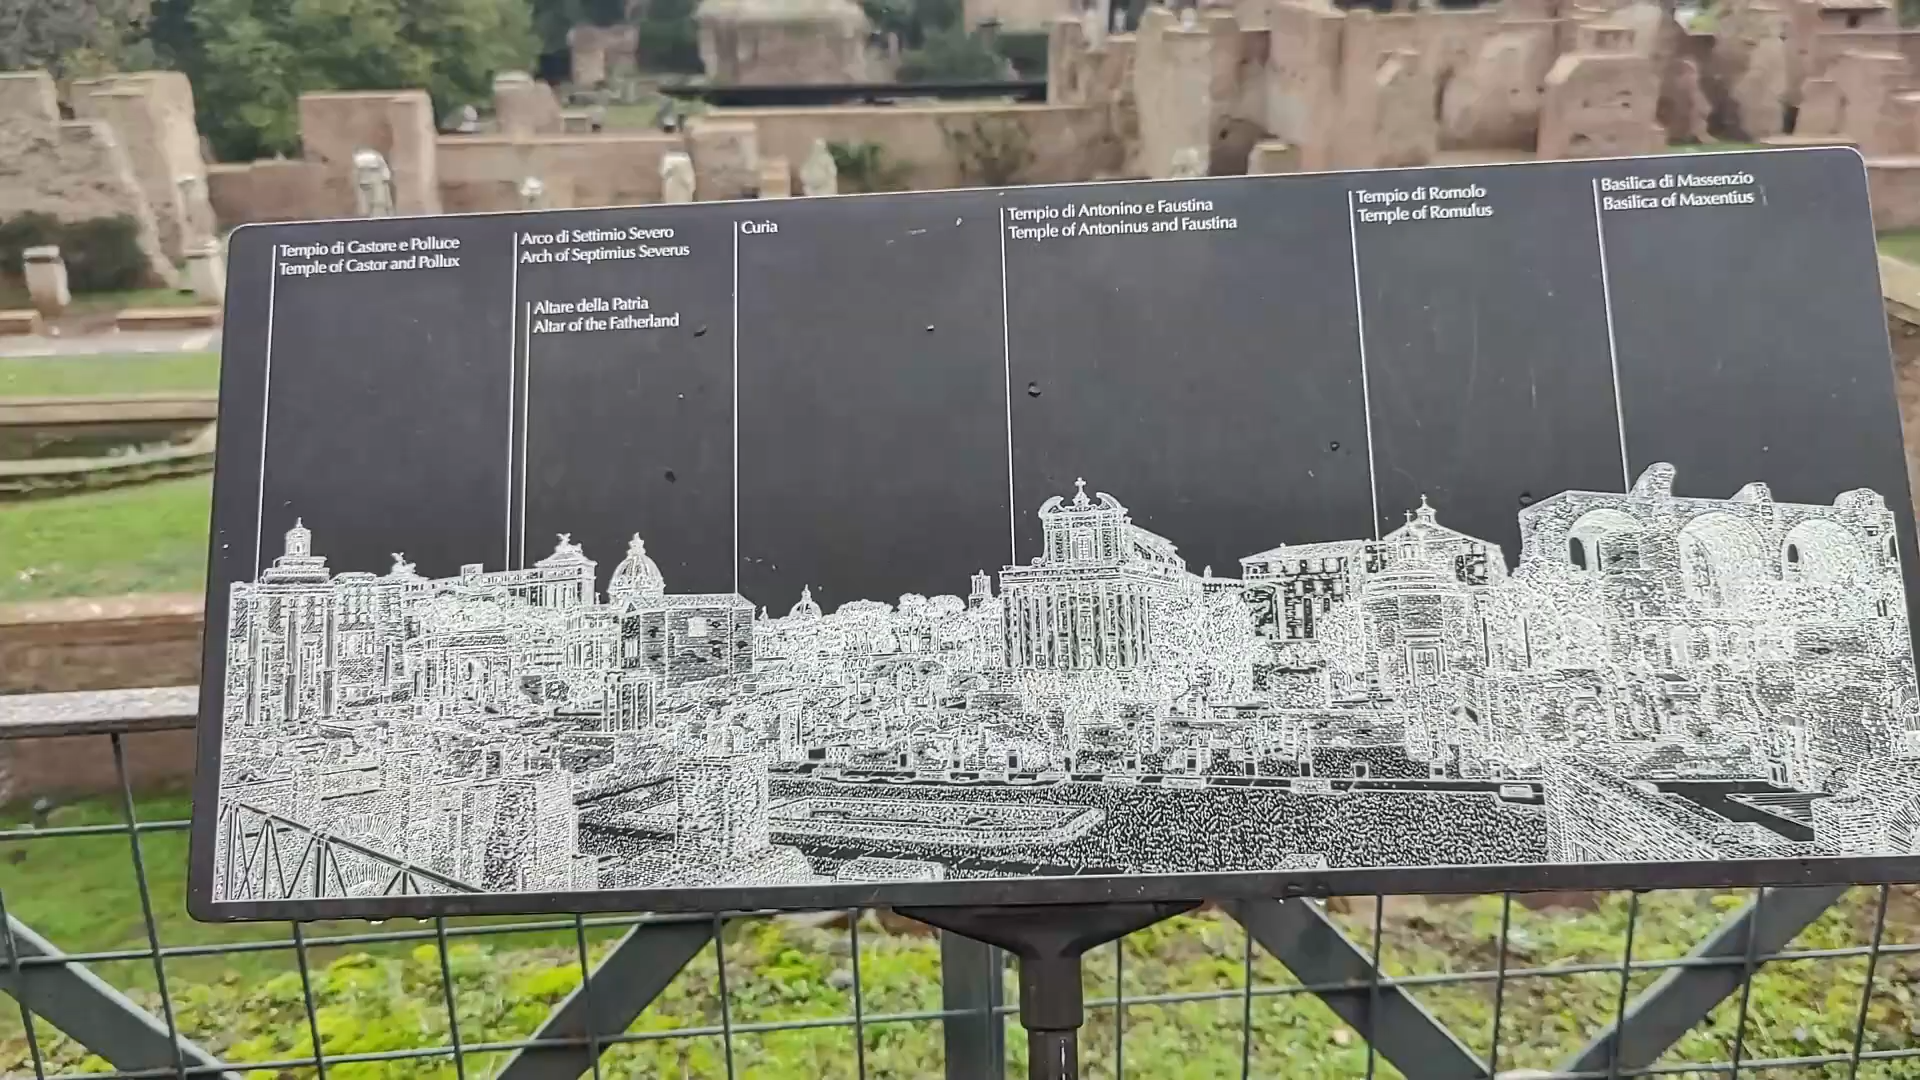 Tempio di Castore e Polluce
Temple of Castor and Pollux
Arco di Settimio Severo
Arch of Septimius Severus
Altare della Patria
Altar of the Fatherland
Curia
Tempio di Antonino e Faustina
Temple of Antoninus and Faustina
Tempio di Romolo
Temple of Romulus
Basilica di Massenzio
Basilica of Maxentius